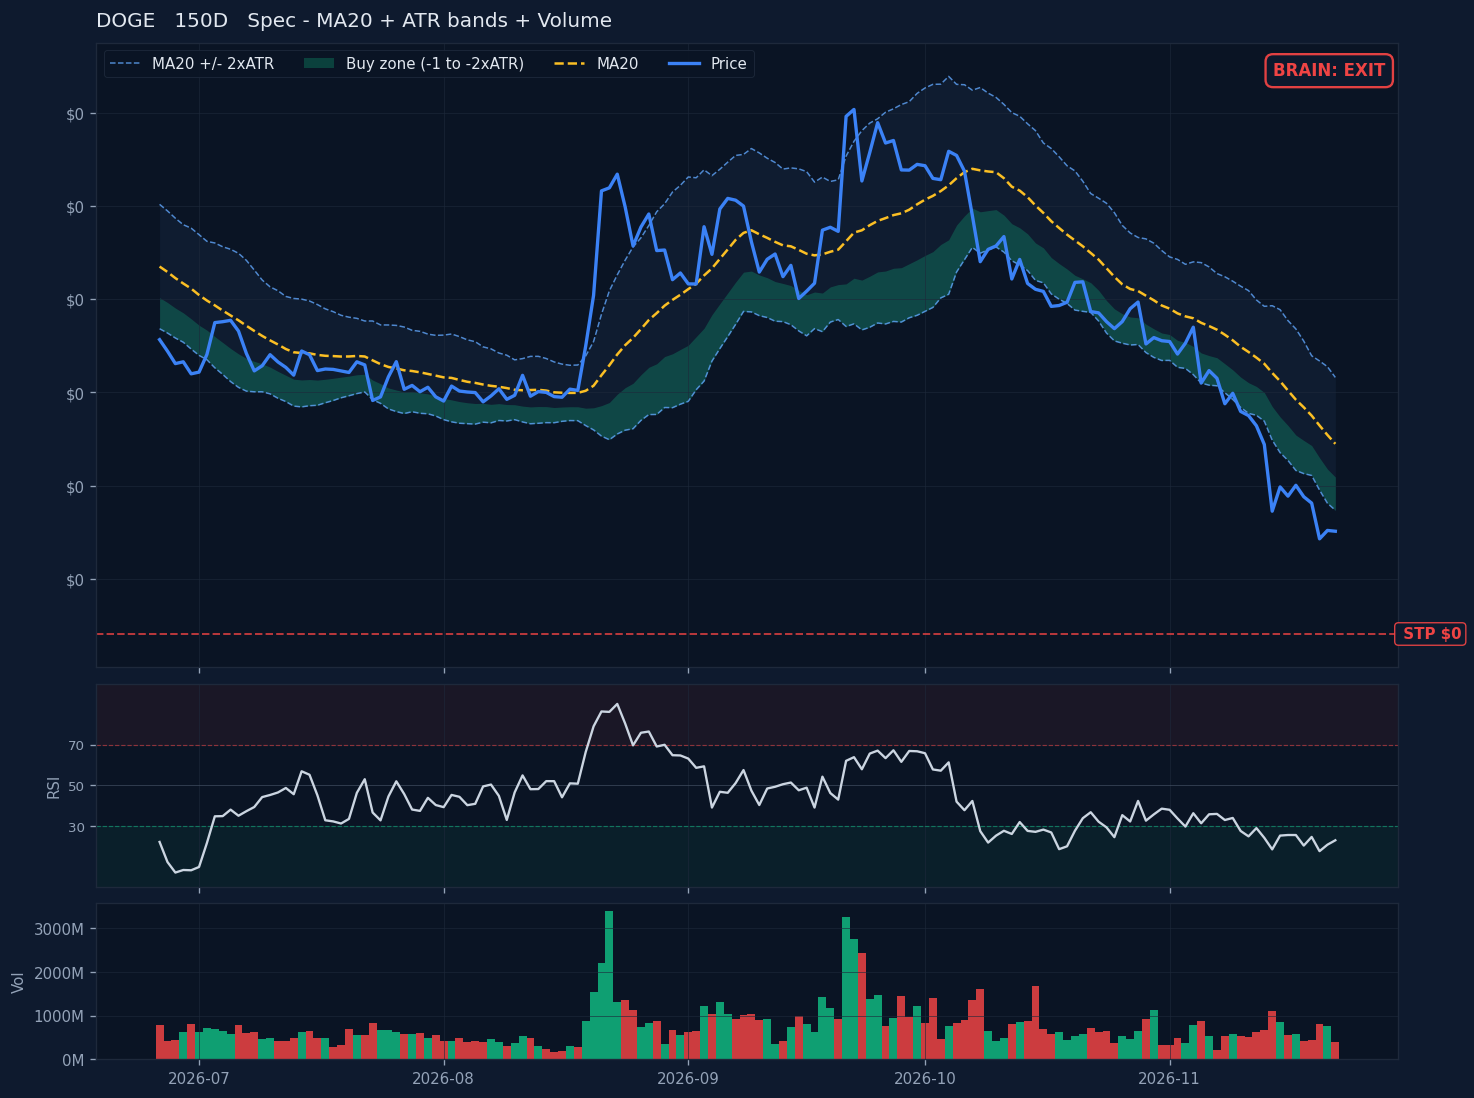 DOGE 150D Spec - MA20 + ATR bands + Volume
MA20 +/- 2xATR Buy zone (-1 to -2xATR) MA20 Price
BRAIN: EXIT
$0
$0
$0
$0
$0
$0
STP $0
RSI
70
50
30
Vol
3000M
2000M
1000M
0M
2026-07 2026-08 2026-09 2026-10 2026-11